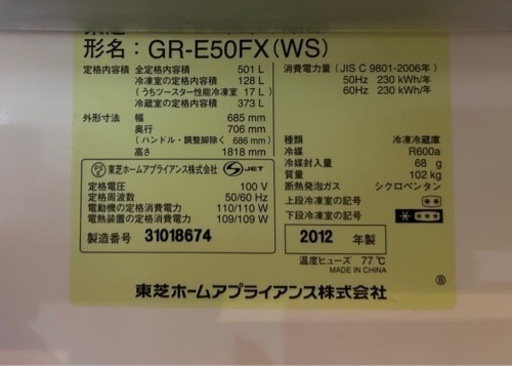 形名：GR-E50FX(WS)
定格内容積 全定格内容積 501 L
冷凍室の定格内容積 128 L
(うちツースター性能冷凍室 17 L)
冷蔵室の定格内容積 373 L
外形寸法 幅 685 mm
奥行 706 mm
(ハンドル・調整脚除く 686 mm)
高さ 1818 mm
PSE 東芝ホームアプライアンス株式会社 S-JET
定格電圧 100 V
定格周波数 50/60 Hz
電動機の定格消費電力 110/110 W
電熱装置の定格消費電力 109/109 W
製造番号 31018674
消費電力量 (JIS C 9801-2006年)
50Hz 230 kWh/年
60Hz 230 kWh/年
種類 冷凍冷蔵庫
冷媒 R600a
冷媒封入量 68 g
質量 102 kg
断熱発泡ガス シクロペンタン
上段冷凍室の記号
下段冷凍室の記号
2012 年製
温度ヒューズ 77℃
MADE IN CHINA
東芝ホームアプライアンス株式会社